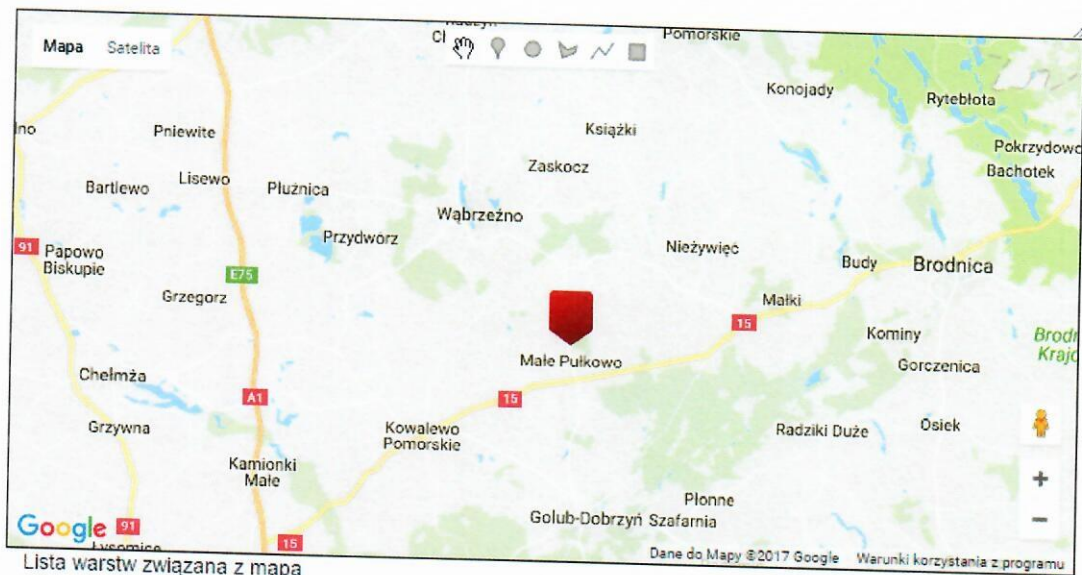 Pomorskie
Mapa Satelita
Konojady
Rytebłota
Książki
Pniewite
Pokrzydowo
Zaskocz
Bachotek
Lisewo
Bartlewo
Płużnica
Wąbrzeźno
Przydwórz
Nieżywięć
91
Papowo
Biskupie
Budy
Brodnica
E75
Grzegorz
Małki
15
Kominy
Małe Pułkowo
Gorczenica
Chełmża
A1
15
Grzywna
Kowalewo
Pomorskie
Radziki Duże
Osiek
Kamionki
Małe
+
Płonne
Golub-Dobrzyń Szafarnia
−
Google
91
15
Dane do Mapy ©2017 Google Warunki korzystania z programu
Lista warstw związana z mapą